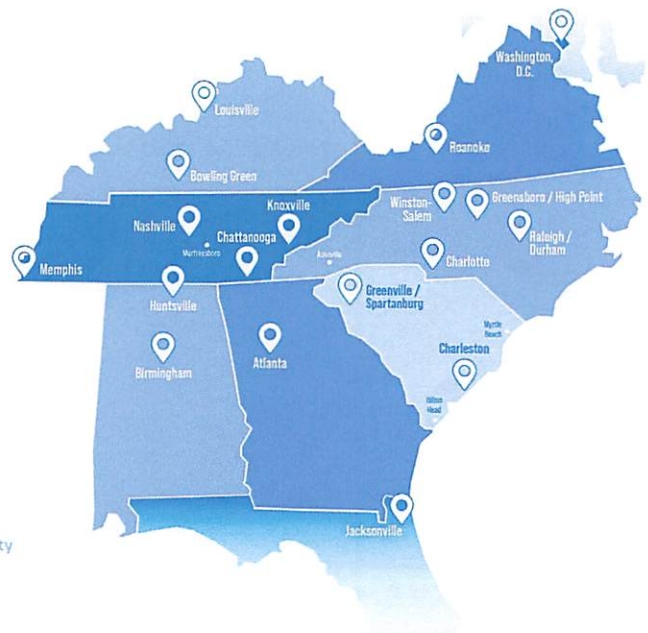 Washington,
D.C.
Louisville
Roanoke
Bowling Green
Knoxville
Winston-
Salem
Greensboro / High Point
Nashville
Chattanooga
Raleigh /
Durham
Murfreesboro
Asheville
Memphis
Charlotte
Huntsville
Greenville /
Spartanburg
Myrtle
Beach
Birmingham
Atlanta
Charleston
Hilton
Head
Jacksonville
ty